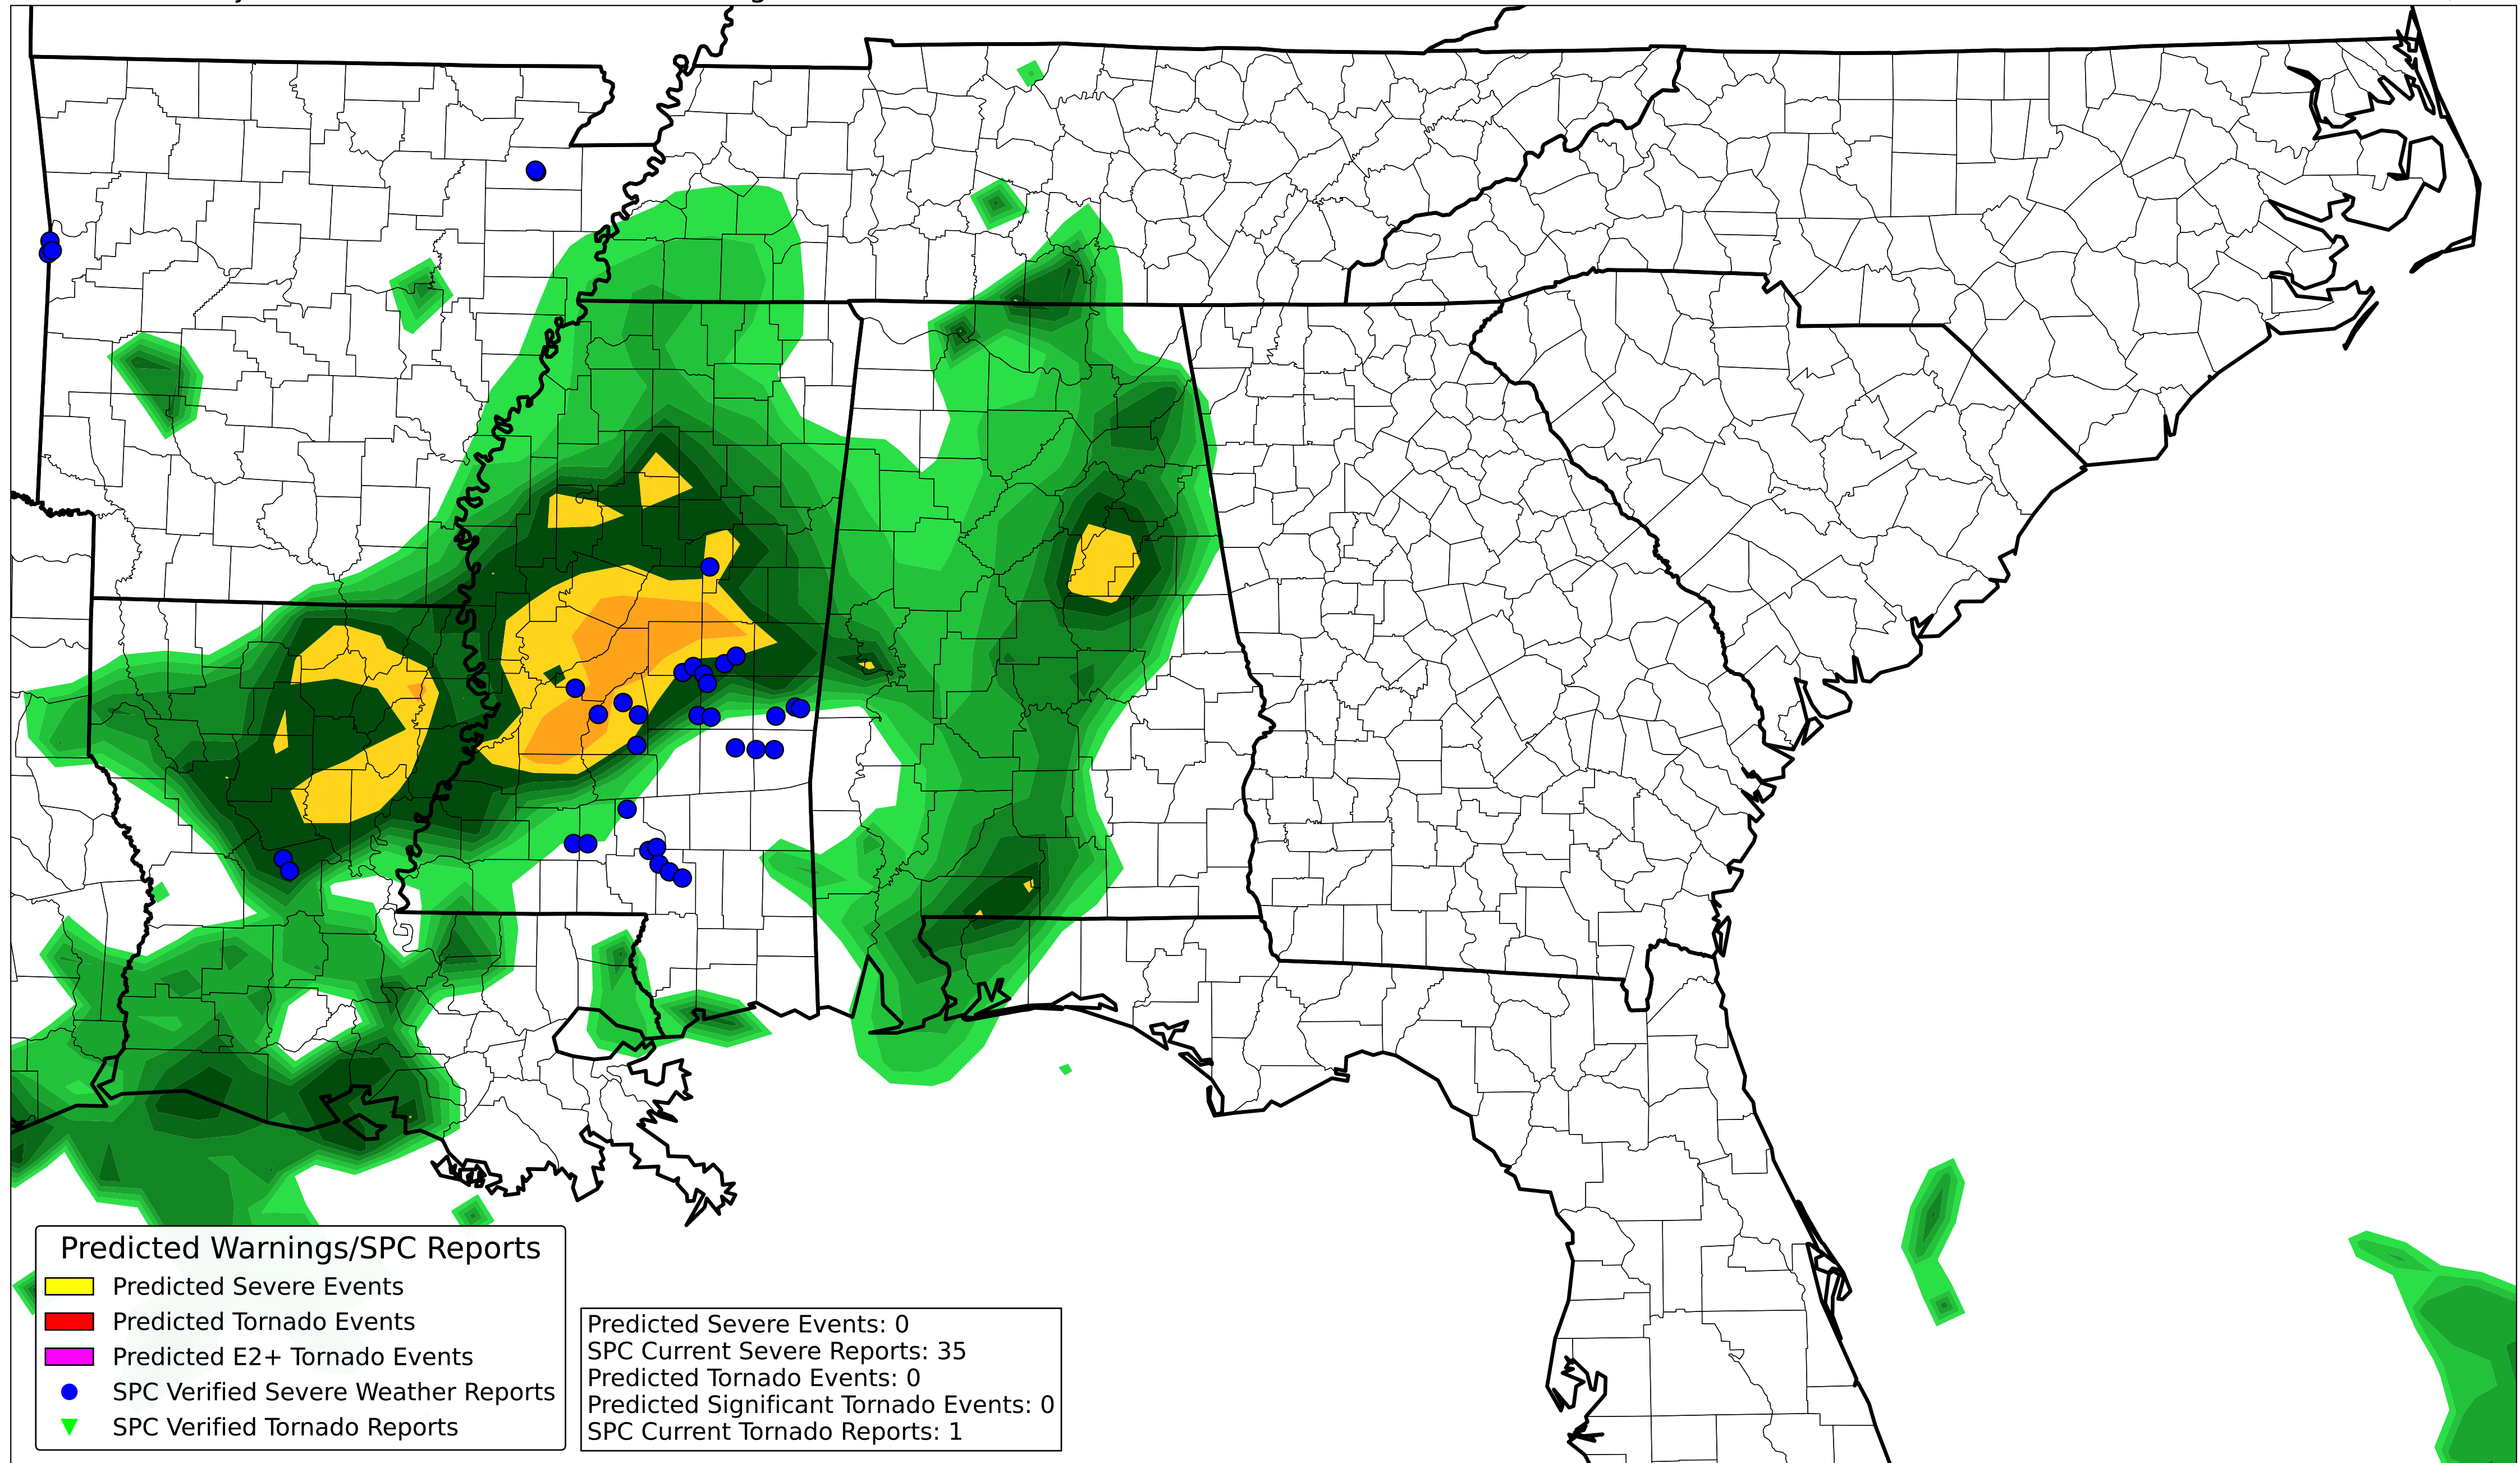 Predicted Warnings/SPC Reports
Predicted Severe Events
Predicted Tornado Events
Predicted E2+ Tornado Events
SPC Verified Severe Weather Reports
SPC Verified Tornado Reports
Predicted Severe Events: 0
SPC Current Severe Reports: 35
Predicted Tornado Events: 0
Predicted Significant Tornado Events: 0
SPC Current Tornado Reports: 1